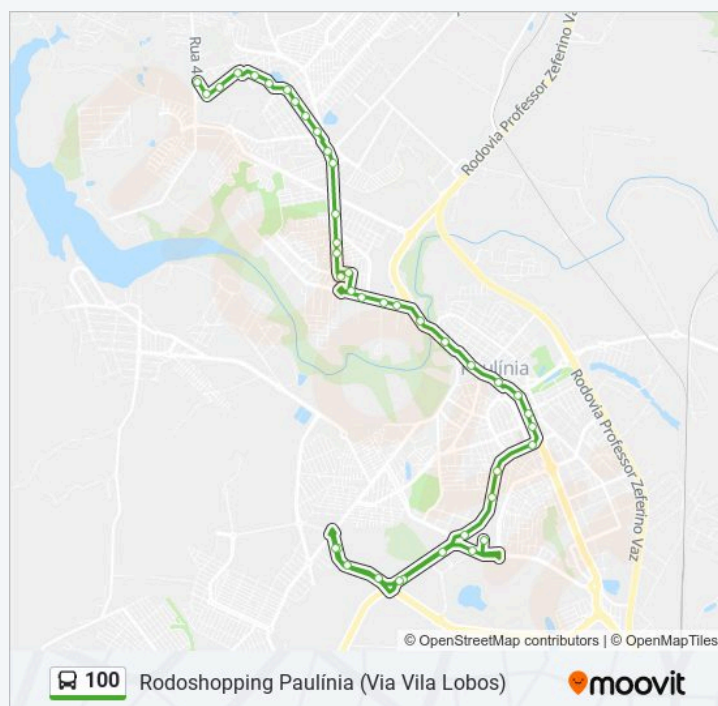 Rua 4
Rodovia Professor Zeferino Vaz
Paulínia
Rodovia Professor Zeferino Vaz
© OpenStreetMap contributors | © OpenMapTiles
100 Rodoshopping Paulínia (Via Vila Lobos)
moovit